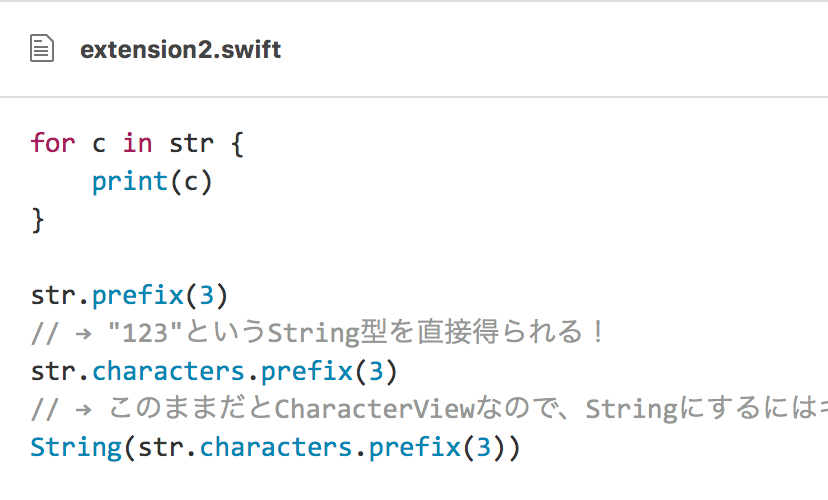 extension2.swift
for c in str {
    print(c)
}
str.prefix(3)
// → "123"というString型を直接得られる！
str.characters.prefix(3)
// → このままだとCharacterViewなので、Stringにするには
String(str.characters.prefix(3))